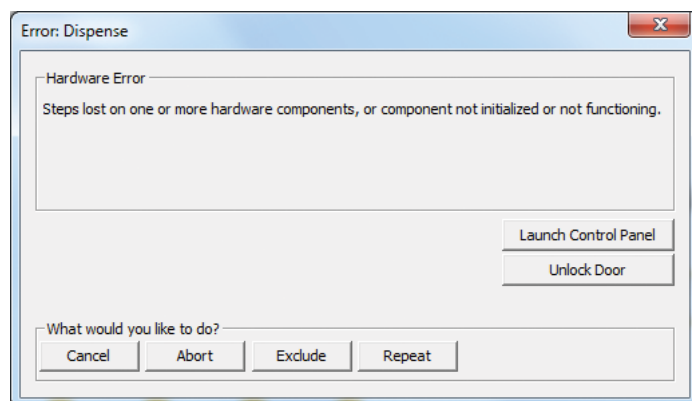 Error: Dispense
Hardware Error
Steps lost on one or more hardware components, or component not initialized or not functioning.
Launch Control Panel
Unlock Door
What would you like to do?
Cancel Abort Exclude Repeat